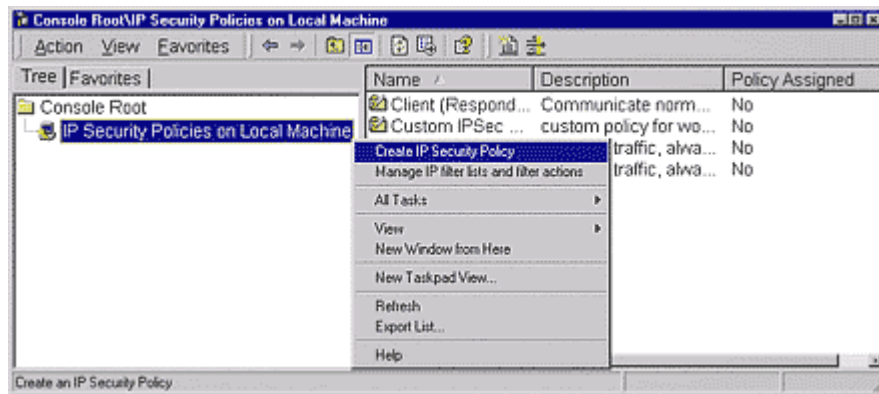 Console Root\IP Security Policies on Local Machine
Action View Favorites
Tree Favorites
Name Description Policy Assigned
Console Root
IP Security Policies on Local Machine
Client (Respond... Communicate norm... No
Custom IPSec ... custom policy for wo... No
traffic, alwa... No
traffic, alwa... No
Create IP Security Policy
Manage IP filter lists and filter actions
All Tasks
View
New Window from Here
New Taskpad View...
Refresh
Export List...
Help
Create an IP Security Policy